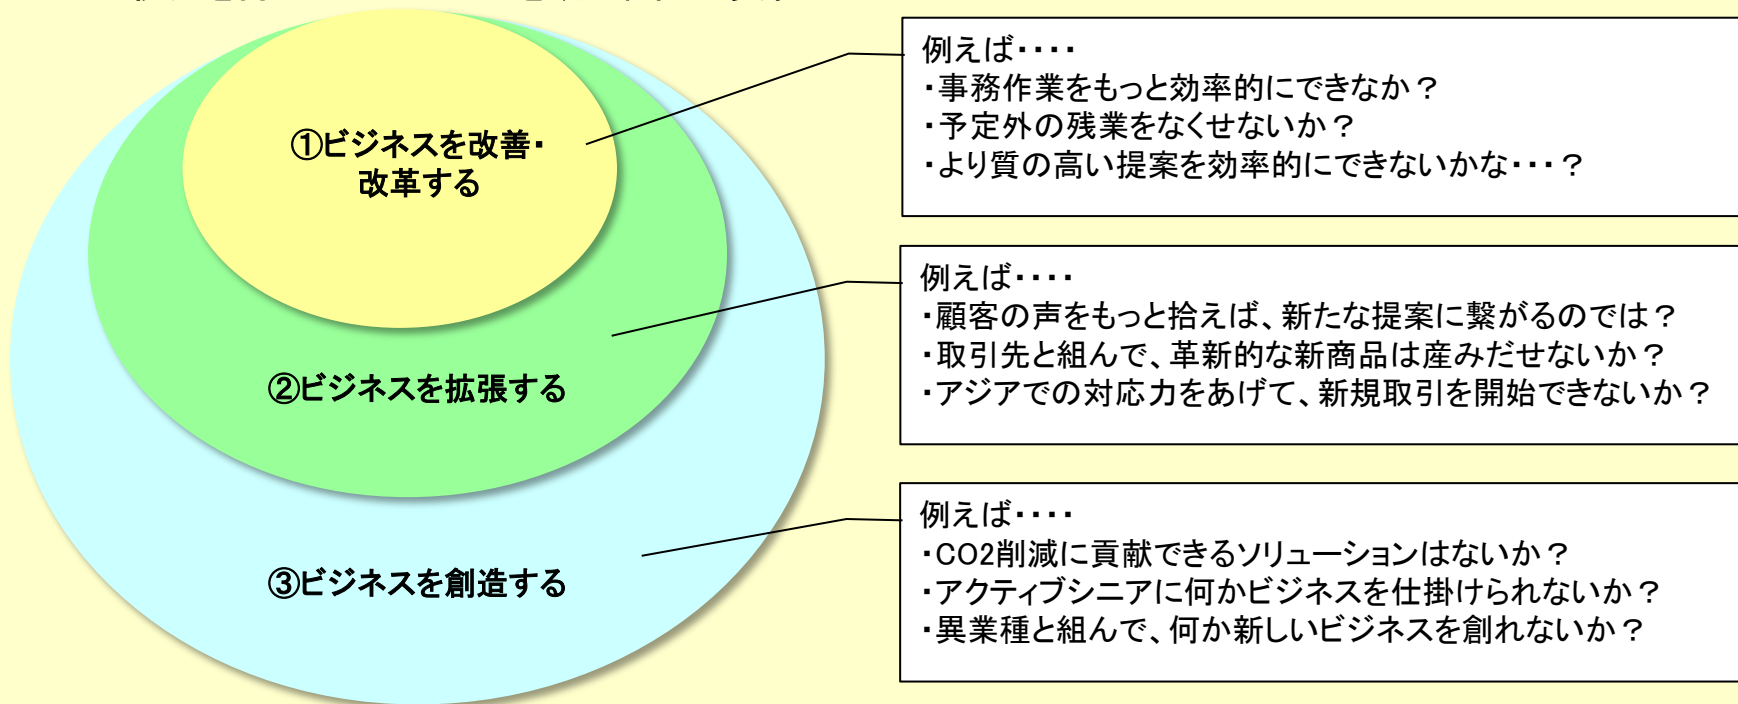 ①ビジネスを改善・
改革する
例えば・・・・
・事務作業をもっと効率的にできなか？
・予定外の残業をなくせないか？
・より質の高い提案を効率的にできないかな・・・？
②ビジネスを拡張する
例えば・・・・
・顧客の声をもっと拾えば、新たな提案に繋がるのでは？
・取引先と組んで、革新的な新商品は産みだせないか？
・アジアでの対応力をあげて、新規取引を開始できないか？
③ビジネスを創造する
例えば・・・・
・CO2削減に貢献できるソリューションはないか？
・アクティブシニアに何かビジネスを仕掛けられないか？
・異業種と組んで、何か新しいビジネスを創れないか？